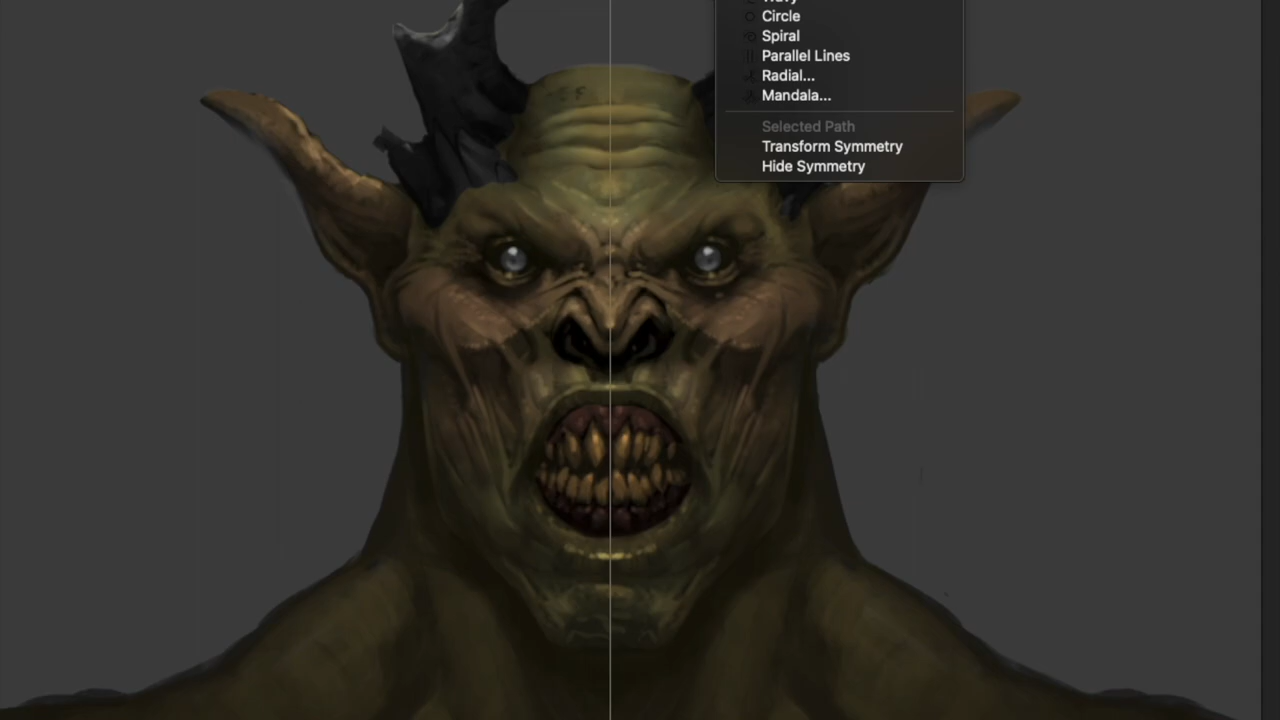 Circle
Spiral
Parallel Lines
Radial...
Mandala...
Selected Path
Transform Symmetry
Hide Symmetry